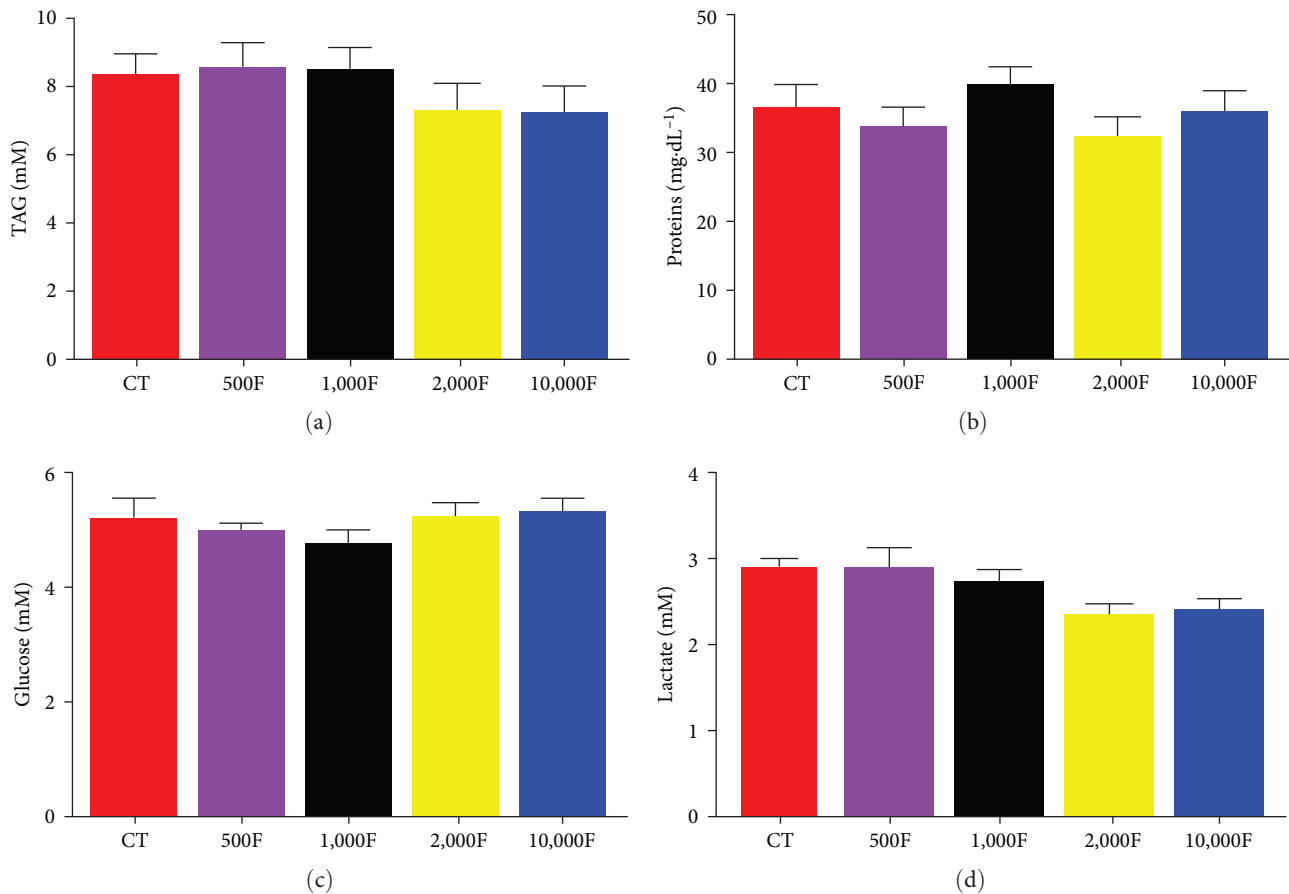 10
8
6
4
2
0
TAG (mM)
CT 500F 1,000F 2,000F 10,000F
(a)
50
40
30
20
10
0
Proteins (mg·dL⁻¹)
CT 500F 1,000F 2,000F 10,000F
(b)
6
4
2
0
Glucose (mM)
CT 500F 1,000F 2,000F 10,000F
(c)
4
3
2
1
0
Lactate (mM)
CT 500F 1,000F 2,000F 10,000F
(d)